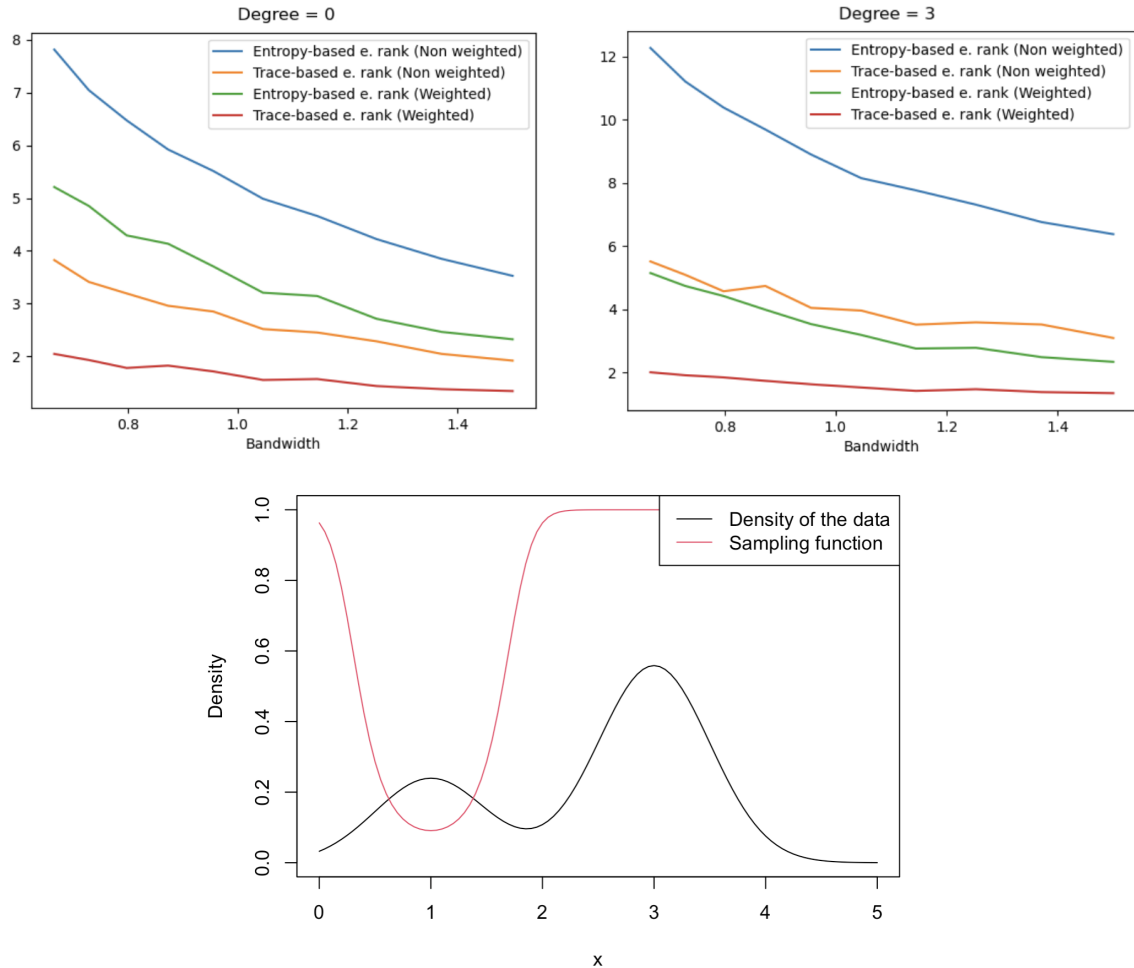 Degree = 0
8
7
6
5
4
3
2
Entropy-based e. rank (Non weighted)
Trace-based e. rank (Non weighted)
Entropy-based e. rank (Weighted)
Trace-based e. rank (Weighted)
0.8 1.0 1.2 1.4
Bandwidth
Degree = 3
12
10
8
6
4
2
Entropy-based e. rank (Non weighted)
Trace-based e. rank (Non weighted)
Entropy-based e. rank (Weighted)
Trace-based e. rank (Weighted)
0.8 1.0 1.2 1.4
Bandwidth
Density
1.0
0.8
0.6
0.4
0.2
0.0
Density of the data
Sampling function
0 1 2 3 4 5
x